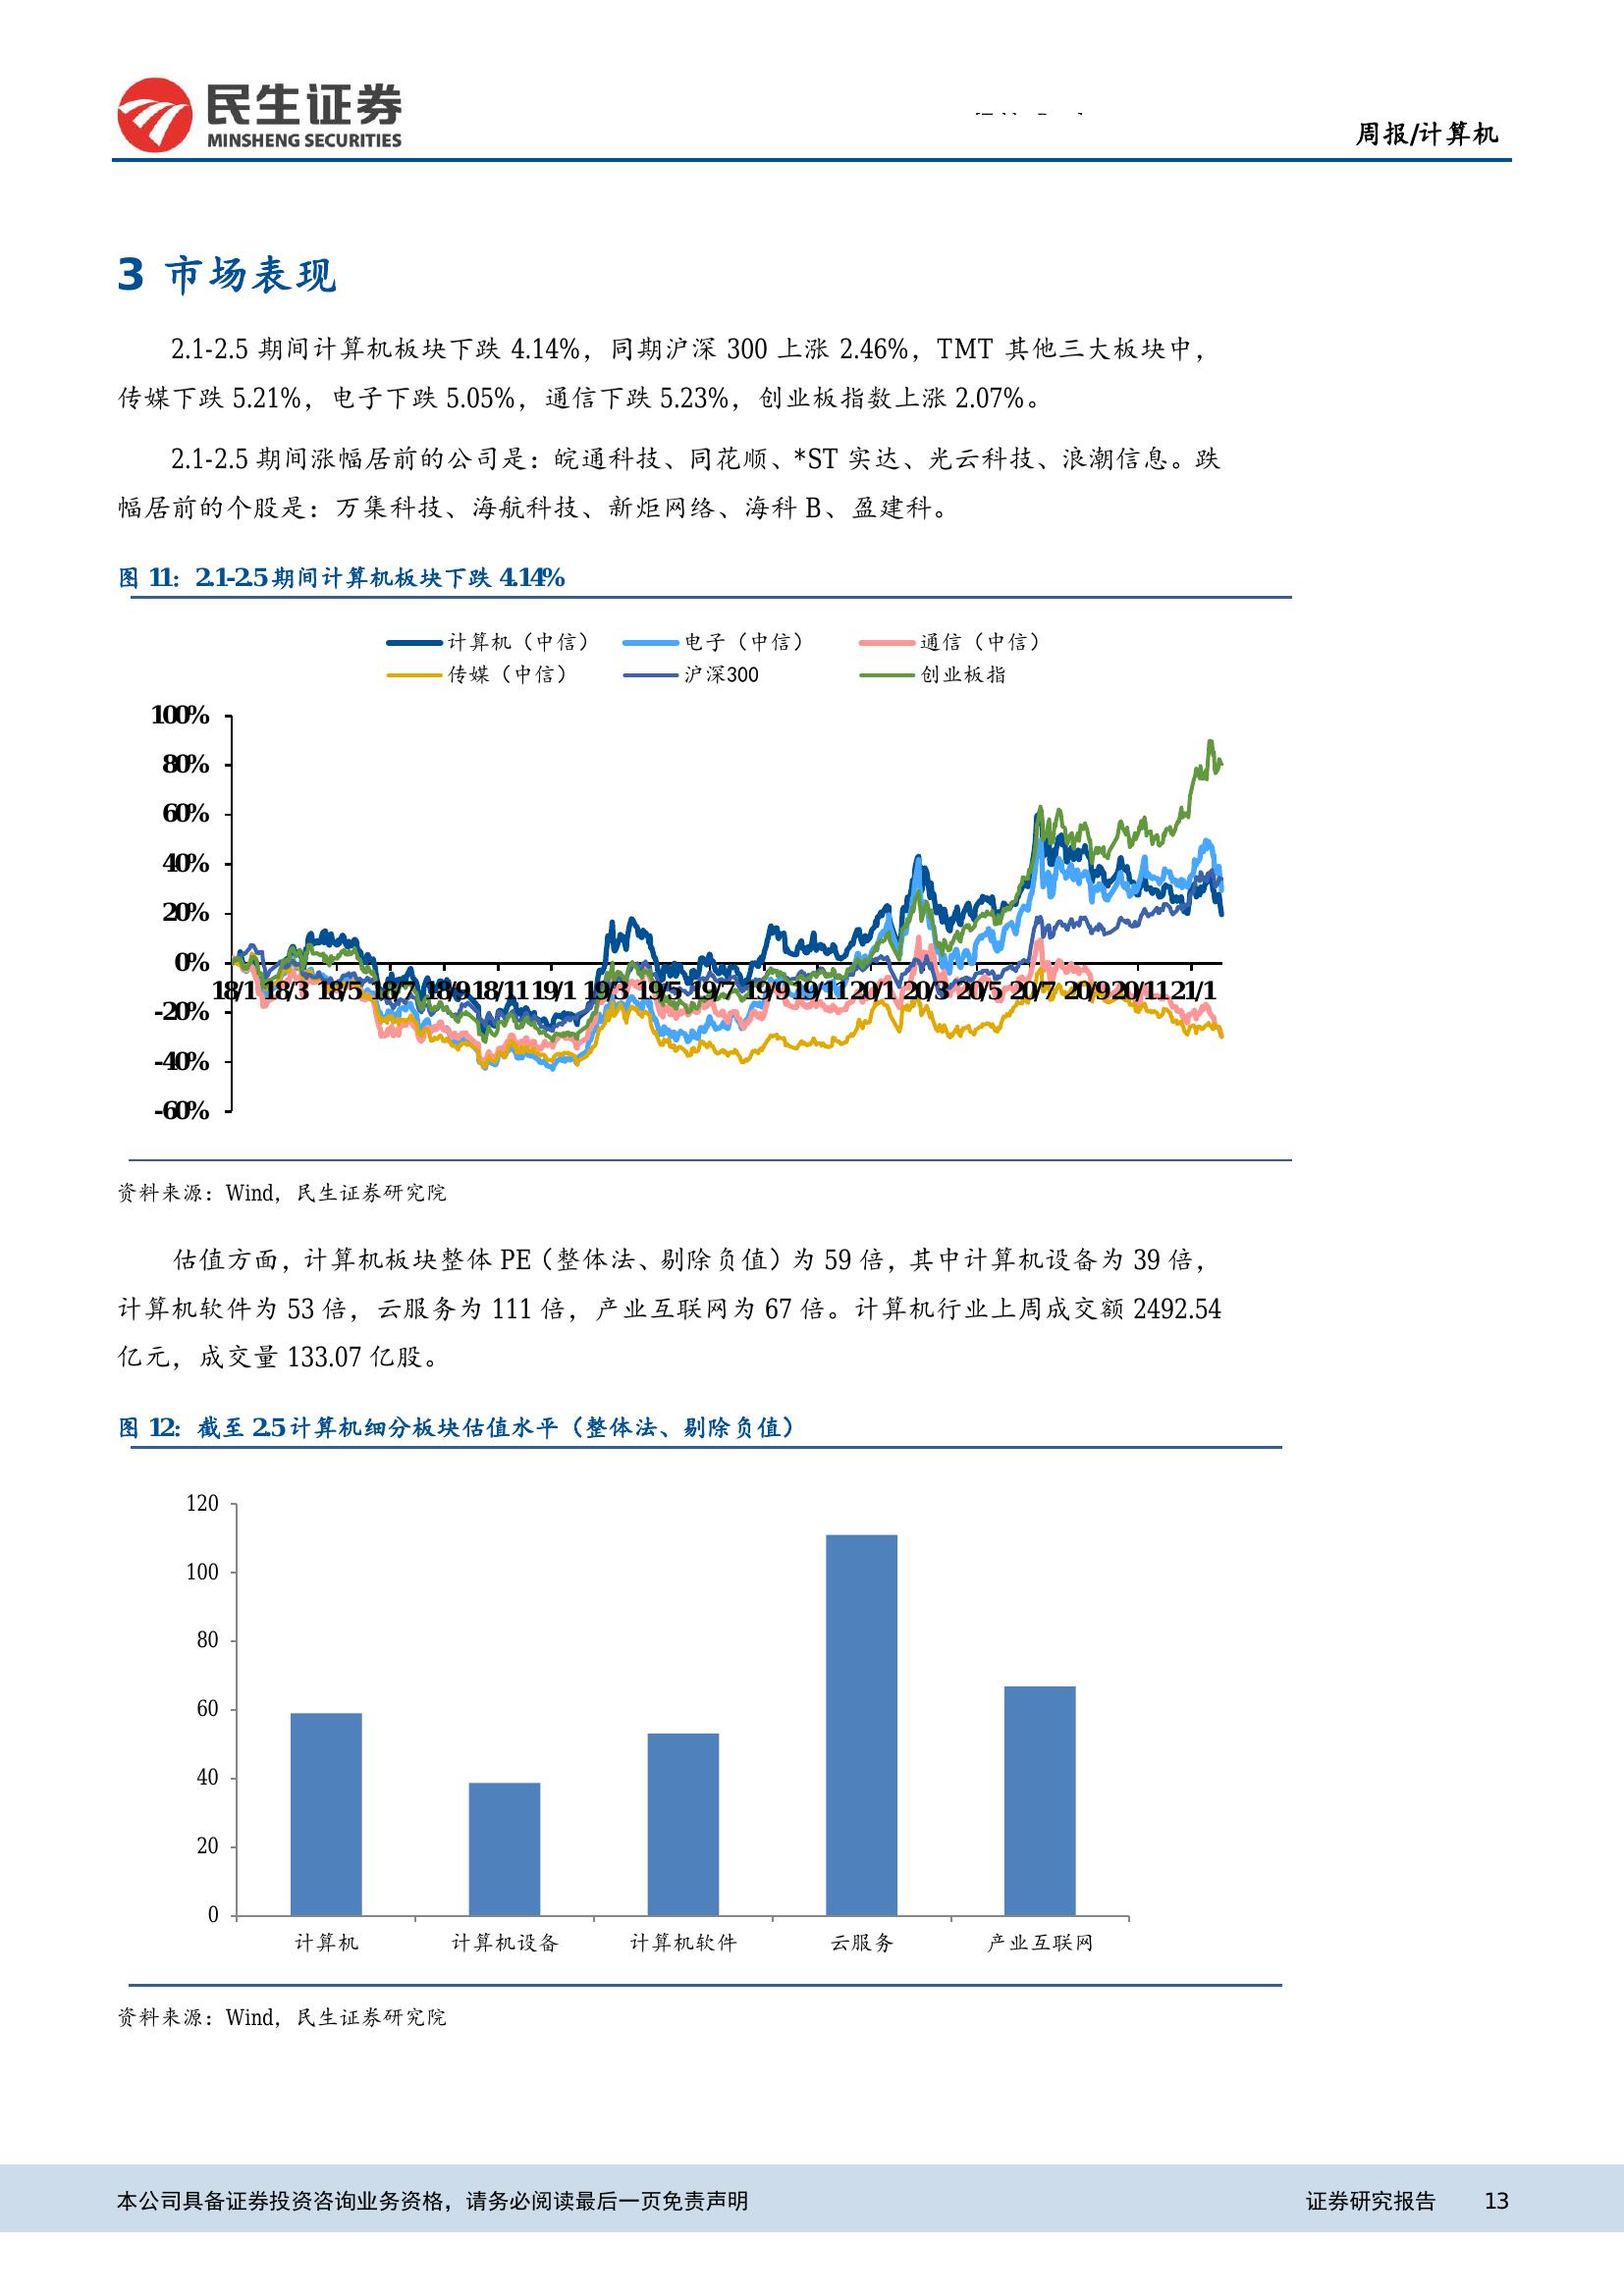 民生证券
MINSHENG SECURITIES
周报/计算机
3 市场表现
2.1-2.5 期间计算机板块下跌 4.14%，同期沪深 300 上涨 2.46%，TMT 其他三大板块中，
传媒下跌 5.21%，电子下跌 5.05%，通信下跌 5.23%，创业板指数上涨 2.07%。
2.1-2.5 期间涨幅居前的公司是：皖通科技、同花顺、*ST 实达、光云科技、浪潮信息。跌
幅居前的个股是：万集科技、海航科技、新炬网络、海科 B、盈建科。
图 11：2.1-2.5 期间计算机板块下跌 4.14%
计算机（中信） 电子（中信） 通信（中信）
传媒（中信） 沪深300 创业板指
100%
80%
60%
40%
20%
0%
18/1 18/3 18/5 18/7 18/9 18/11 19/1 19/3 19/5 19/7 19/9 19/11 20/1 20/3 20/5 20/7 20/9 20/11 21/1
-20%
-40%
-60%
资料来源：Wind，民生证券研究院
估值方面，计算机板块整体 PE（整体法、剔除负值）为 59 倍，其中计算机设备为 39 倍，
计算机软件为 53 倍，云服务为 111 倍，产业互联网为 67 倍。计算机行业上周成交额 2492.54
亿元，成交量 133.07 亿股。
图 12：截至 2.5 计算机细分板块估值水平（整体法、剔除负值）
120
100
80
60
40
20
0
计算机 计算机设备 计算机软件 云服务 产业互联网
资料来源：Wind，民生证券研究院
本公司具备证券投资咨询业务资格，请务必阅读最后一页免责声明 证券研究报告 13